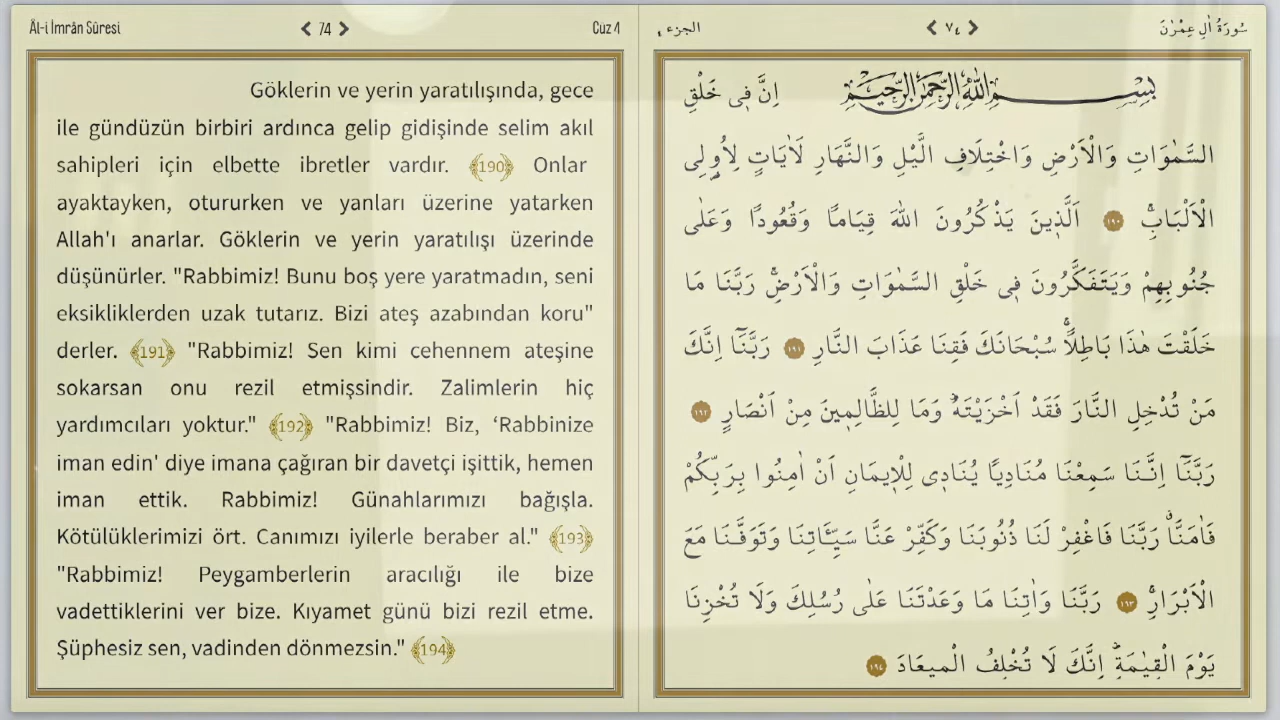 Âl-i İmrân Sûresi
74
Cüz 4
Göklerin ve yerin yaratılışında, gece
ile gündüzün birbiri ardınca gelip gidişinde selim akıl
sahipleri için elbette ibretler vardır. ﴾190﴿ Onlar
ayaktayken, otururken ve yanları üzerine yatarken
Allah'ı anarlar. Göklerin ve yerin yaratılışı üzerinde
düşünürler. "Rabbimiz! Bunu boş yere yaratmadın, seni
eksikliklerden uzak tutarız. Bizi ateş azabından koru"
derler. ﴾191﴿ "Rabbimiz! Sen kimi cehennem ateşine
sokarsan onu rezil etmişsindir. Zalimlerin hiç
yardımcıları yoktur." ﴾192﴿ "Rabbimiz! Biz, ‘Rabbinize
iman edin' diye imana çağıran bir davetçi işittik, hemen
iman ettik. Rabbimiz! Günahlarımızı bağışla.
Kötülüklerimizi ört. Canımızı iyilerle beraber al." ﴾193﴿
"Rabbimiz! Peygamberlerin aracılığı ile bize
vadettiklerini ver bize. Kıyamet günü bizi rezil etme.
Şüphesiz sen, vadinden dönmezsin." ﴾194﴿
سُورَةُ اٰلِ عِمْرٰنَ
٧٤
الجزء ٤
بِسْمِ اللّٰهِ الرَّحْمٰنِ الرَّحِيمِ اِنَّ فٖى خَلْقِ
السَّمٰوَاتِ وَالْاَرْضِ وَاخْتِلَافِ الَّيْلِ وَالنَّهَارِ لَاٰيَاتٍ لِاُولِى
الْاَلْبَابِۚ ١٩٠ اَلَّذٖينَ يَذْكُرُونَ اللّٰهَ قِيَامًا وَقُعُودًا وَعَلٰى
جُنُوبِهِمْ وَيَتَفَكَّرُونَ فٖى خَلْقِ السَّمٰوَاتِ وَالْاَرْضِۚ رَبَّنَا مَا
خَلَقْتَ هٰذَا بَاطِلًاۚ سُبْحَانَكَ فَقِنَا عَذَابَ النَّارِ ١٩١ رَبَّنَٓا اِنَّكَ
مَنْ تُدْخِلِ النَّارَ فَقَدْ اَخْزَيْتَهُؕ وَمَا لِلظَّالِمٖينَ مِنْ اَنْصَارٍ ١٩٢
رَبَّنَٓا اِنَّنَا سَمِعْنَا مُنَادِيًا يُنَادٖى لِلْاٖيمَانِ اَنْ اٰمِنُوا بِرَبِّكُمْ
فَاٰمَنَّاۗ رَبَّنَا فَاغْفِرْ لَنَا ذُنُوبَنَا وَكَفِّرْ عَنَّا سَيِّـَٔاتِنَا وَتَوَفَّنَا مَعَ
الْاَبْرَارِۚ ١٩٣ رَبَّنَا وَاٰتِنَا مَا وَعَدْتَنَا عَلٰى رُسُلِكَ وَلَا تُخْزِنَا
يَوْمَ الْقِيٰمَةِؕ اِنَّكَ لَا تُخْلِفُ الْمٖيعَادَ ١٩٤